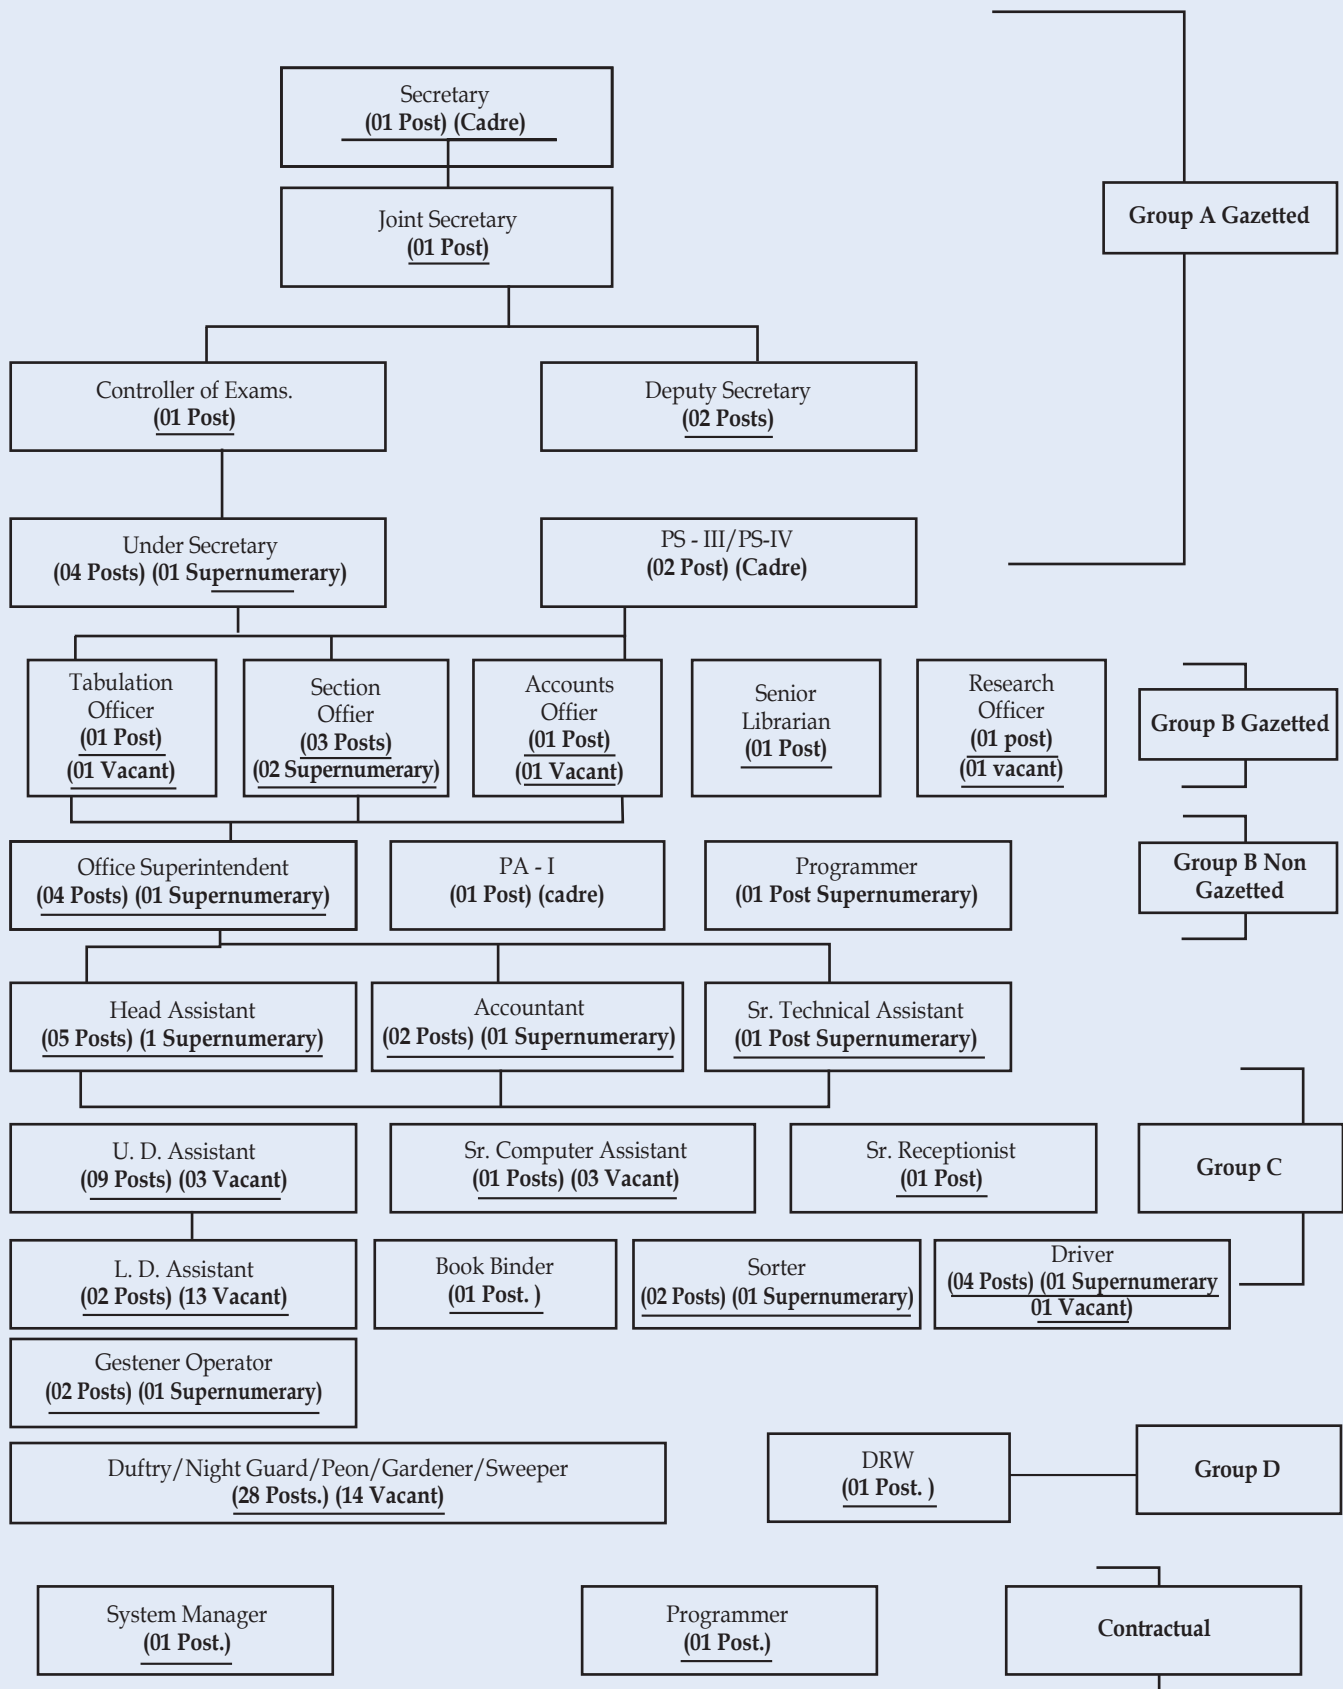 Secretary
(01 Post) (Cadre)
Joint Secretary
(01 Post)
Group A Gazetted
Controller of Exams.
(01 Post)
Deputy Secretary
(02 Posts)
Under Secretary
(04 Posts) (01 Supernumerary)
PS - III/PS-IV
(02 Post) (Cadre)
Tabulation
Officer
(01 Post)
(01 Vacant)
Section
Offier
(03 Posts)
(02 Supernumerary)
Accounts
Offier
(01 Post)
(01 Vacant)
Senior
Librarian
(01 Post)
Research
Officer
(01 post)
(01 vacant)
Group B Gazetted
Office Superintendent
(04 Posts) (01 Supernumerary)
PA - I
(01 Post) (cadre)
Programmer
(01 Post Supernumerary)
Group B Non
Gazetted
Head Assistant
(05 Posts) (1 Supernumerary)
Accountant
(02 Posts) (01 Supernumerary)
Sr. Technical Assistant
(01 Post Supernumerary)
U. D. Assistant
(09 Posts) (03 Vacant)
Sr. Computer Assistant
(01 Posts) (03 Vacant)
Sr. Receptionist
(01 Post)
Group C
L. D. Assistant
(02 Posts) (13 Vacant)
Book Binder
(01 Post. )
Sorter
(02 Posts) (01 Supernumerary)
Driver
(04 Posts) (01 Supernumerary
01 Vacant)
Gestener Operator
(02 Posts) (01 Supernumerary)
Duftry/Night Guard/Peon/Gardener/Sweeper
(28 Posts.) (14 Vacant)
DRW
(01 Post. )
Group D
System Manager
(01 Post.)
Programmer
(01 Post.)
Contractual